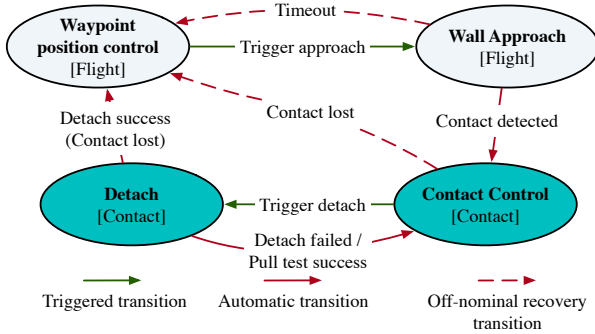 Timeout
Waypoint
position control
[Flight]
Trigger approach
Wall Approach
[Flight]
Detach success
(Contact lost)
Contact lost
Contact detected
Detach
[Contact]
Trigger detach
Contact Control
[Contact]
Detach failed /
Pull test success
Triggered transition
Automatic transition
Off-nominal recovery
transition